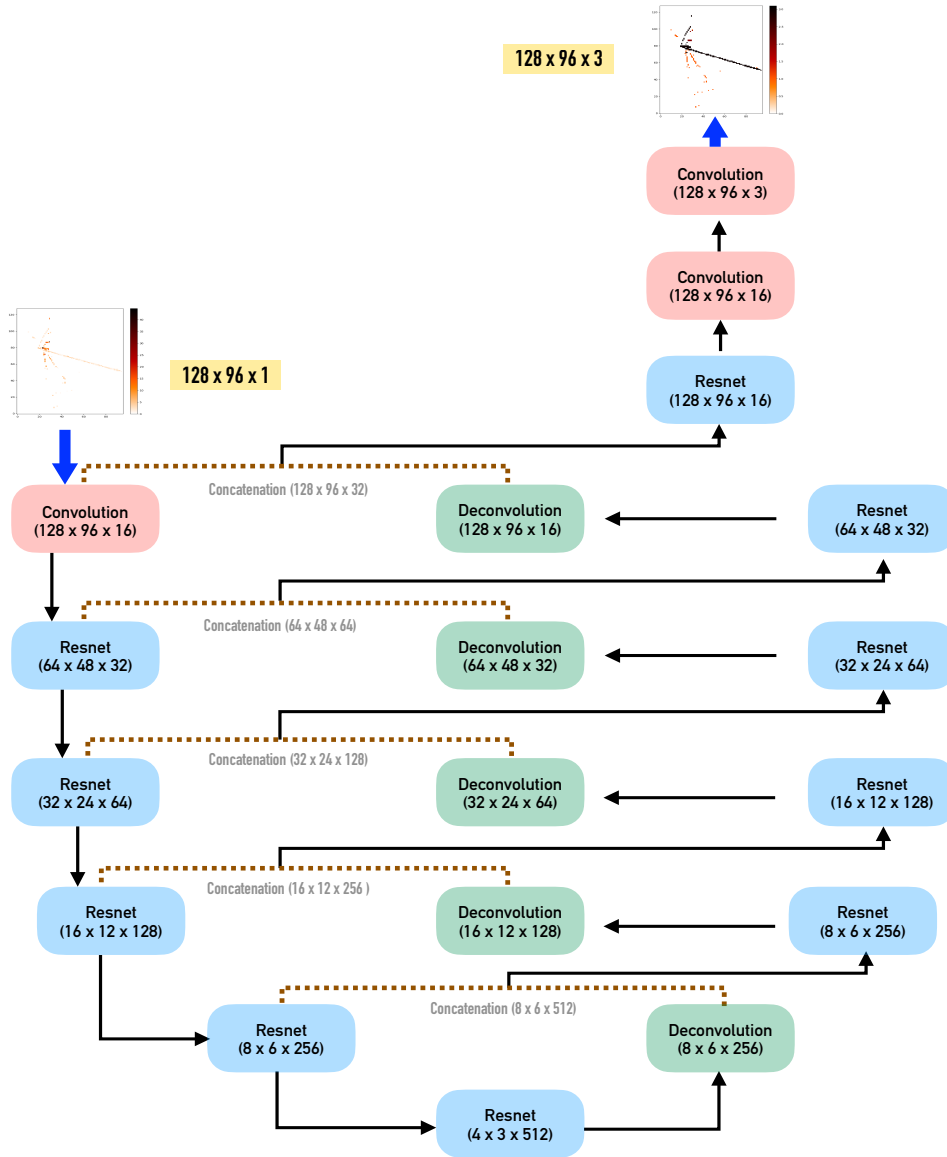 128 x 96 x 3
Convolution
(128 x 96 x 3)
Convolution
(128 x 96 x 16)
128 x 96 x 1
Resnet
(128 x 96 x 16)
Concatenation (128 x 96 x 32)
Convolution
(128 x 96 x 16)
Deconvolution
(128 x 96 x 16)
Resnet
(64 x 48 x 32)
Concatenation (64 x 48 x 64)
Resnet
(64 x 48 x 32)
Deconvolution
(64 x 48 x 32)
Resnet
(32 x 24 x 64)
Concatenation (32 x 24 x 128)
Resnet
(32 x 24 x 64)
Deconvolution
(32 x 24 x 64)
Resnet
(16 x 12 x 128)
Concatenation (16 x 12 x 256 )
Resnet
(16 x 12 x 128)
Deconvolution
(16 x 12 x 128)
Resnet
(8 x 6 x 256)
Concatenation (8 x 6 x 512)
Resnet
(8 x 6 x 256)
Deconvolution
(8 x 6 x 256)
Resnet
(4 x 3 x 512)